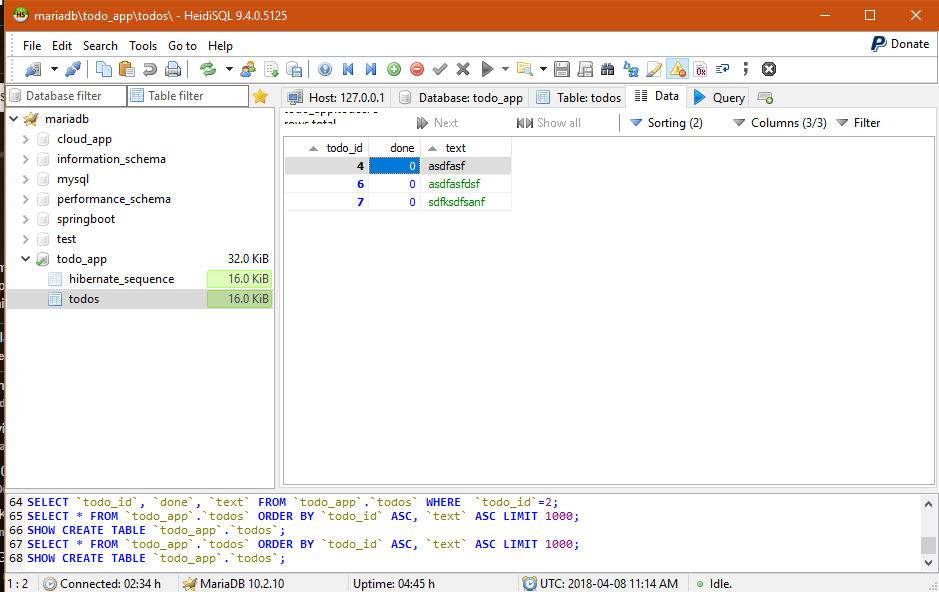 mariadb\todo_app\todos\ - HeidiSQL 9.4.0.5125
File Edit Search Tools Go to Help
Donate
Database filter Table filter
Host: 127.0.0.1 Database: todo_app Table: todos Data Query
rows total Next Show all Sorting (2) Columns (3/3) Filter
mariadb
cloud_app
information_schema
mysql
performance_schema
springboot
test
todo_app 32.0 KiB
hibernate_sequence 16.0 KiB
todos 16.0 KiB
todo_id done text
4 0 asdfasf
6 0 asdfasfdsf
7 0 sdfksdfsanf
64 SELECT `todo_id`, `done`, `text` FROM `todo_app`.`todos` WHERE  `todo_id`=2;
65 SELECT * FROM `todo_app`.`todos` ORDER BY `todo_id` ASC, `text` ASC LIMIT 1000;
66 SHOW CREATE TABLE `todo_app`.`todos`;
67 SELECT * FROM `todo_app`.`todos` ORDER BY `todo_id` ASC, `text` ASC LIMIT 1000;
68 SHOW CREATE TABLE `todo_app`.`todos`;
1 : 2 Connected: 02:34 h MariaDB 10.2.10 Uptime: 04:45 h UTC: 2018-04-08 11:14 AM Idle.